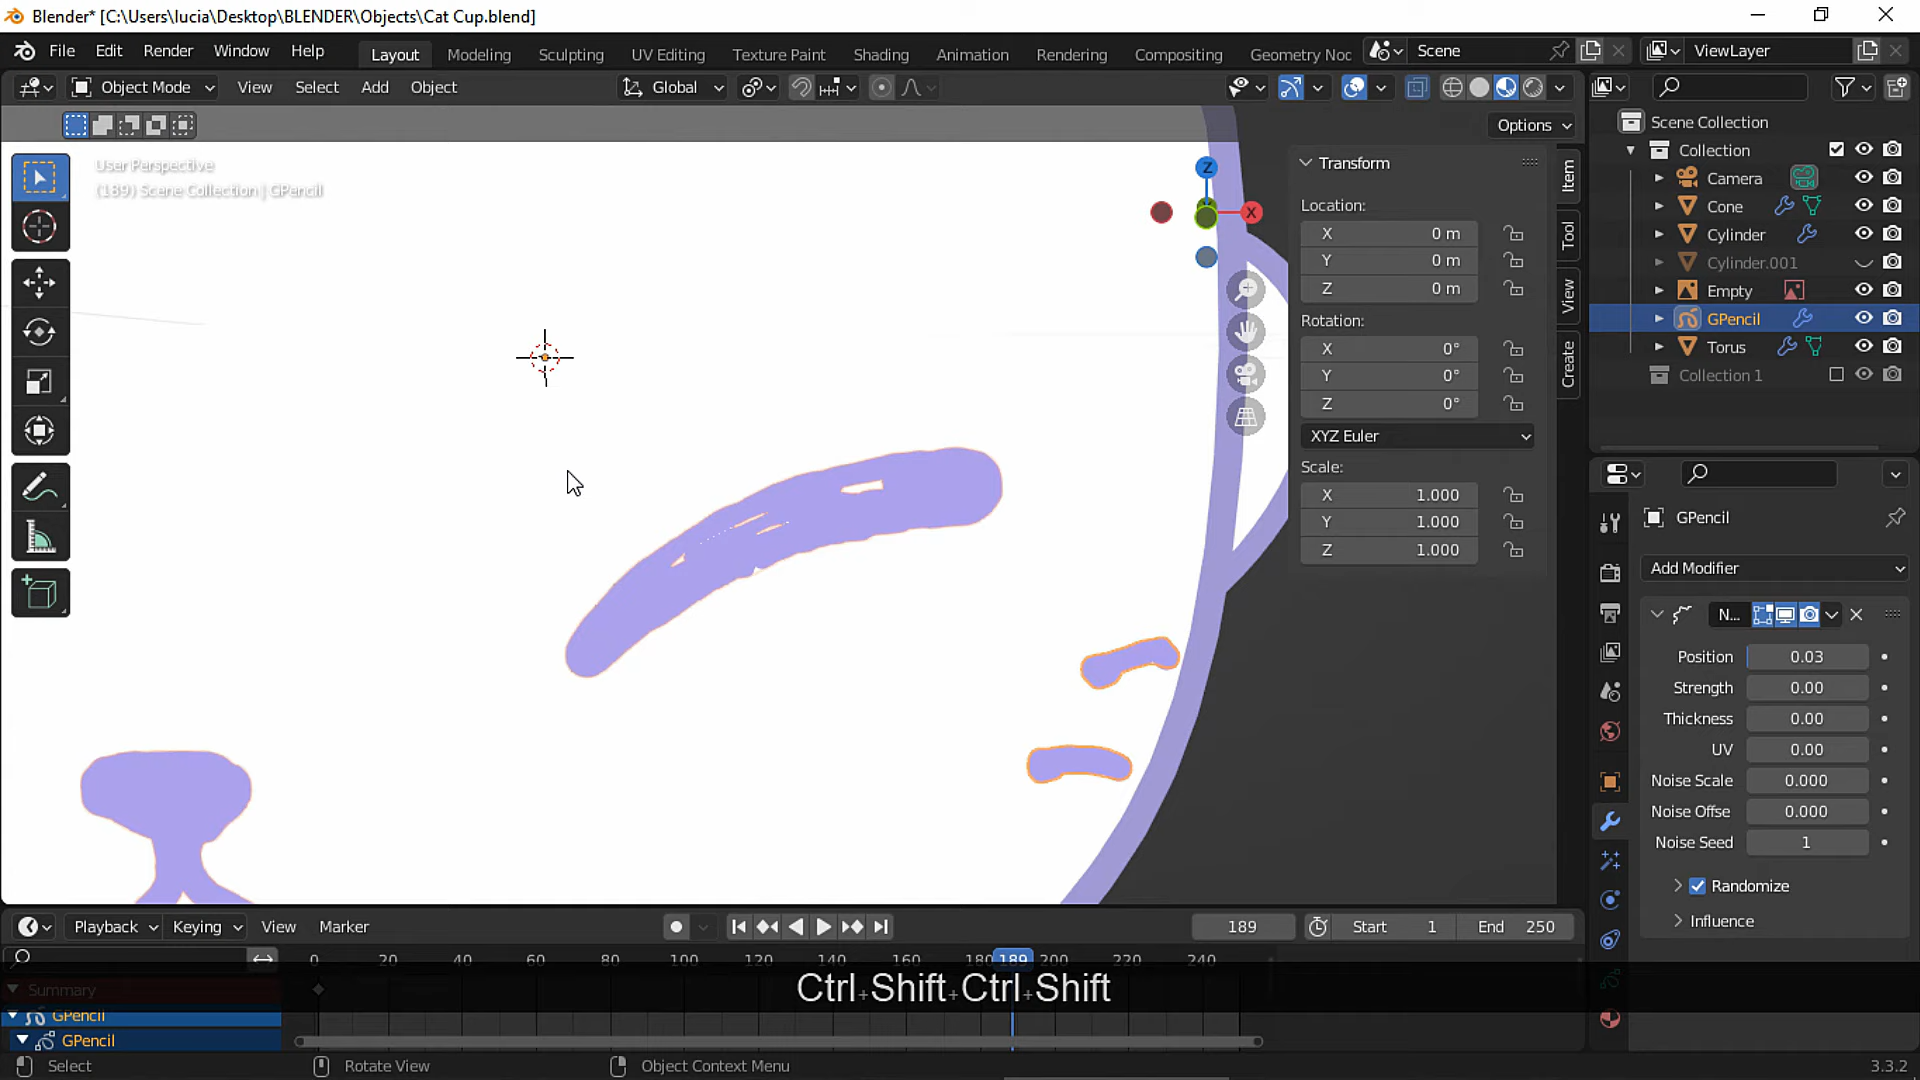 Blender* [C:\Users\lucia\Desktop\BLENDER\Objects\Cat Cup.blend]
File Edit Render Window Help Layout Modeling Sculpting UV Editing Texture Paint Shading Animation Rendering Compositing Geometry Noc Scene ViewLayer
Object Mode View Select Add Object Global
Options
User Perspective
(189) Scene Collection | GPencil
Z
X
Transform
Location:
X 0 m
Y 0 m
Z 0 m
Rotation:
X 0°
Y 0°
Z 0°
XYZ Euler
Scale:
X 1.000
Y 1.000
Z 1.000
Item
Tool
View
Create
Scene Collection
Collection
Camera
Cone
Cylinder
Cylinder.001
Empty
GPencil
Torus
Collection 1
GPencil
Add Modifier
N...
Position 0.03
Strength 0.00
Thickness 0.00
UV 0.00
Noise Scale 0.000
Noise Offse 0.000
Noise Seed 1
Randomize
Influence
Playback Keying View Marker 189 Start 1 End 250
0 20 40 60 80 100 120 140 160 180 189 200 220 240
Summary
GPencil
GPencil
Ctrl+Shift+Ctrl+Shift
Select Rotate View Object Context Menu 3.3.2